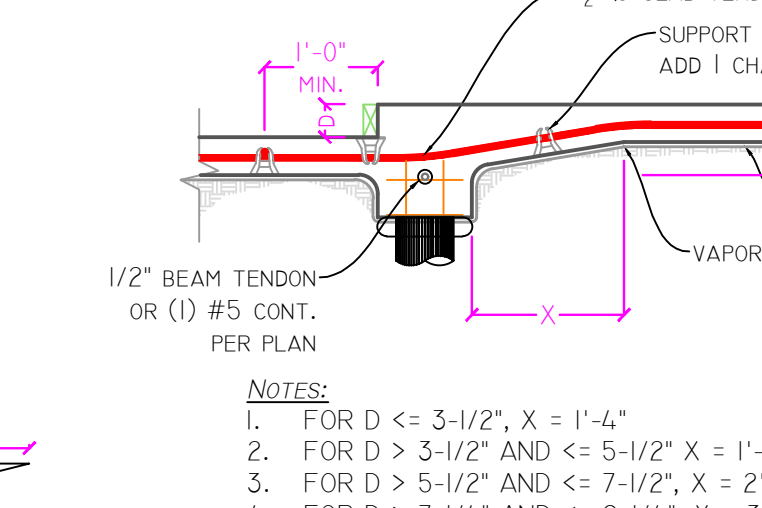 SUPPORT
ADD 1
1'-0"
MIN.
D
VAPOR
1/2" BEAM TENDON
OR (1) #5 CONT.
PER PLAN
X
NOTES:
1. FOR D <= 3-1/2", X = 1'-4"
2. FOR D > 3-1/2" AND <= 5-1/2" X = 1'-
3. FOR D > 5-1/2" AND <= 7-1/2", X = 2'